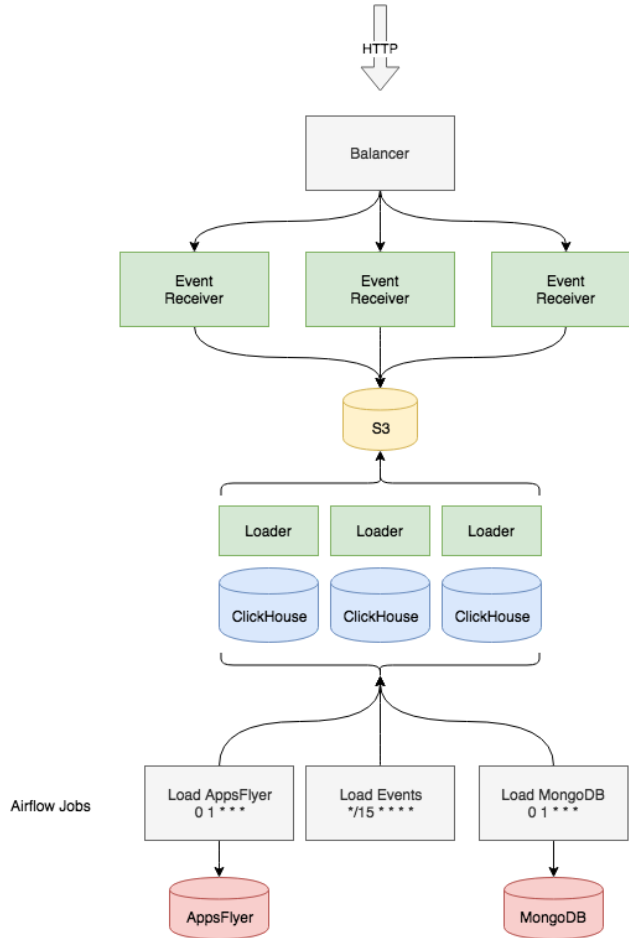 HTTP
Balancer
Event
Receiver
Event
Receiver
Event
Receiver
S3
Loader
Loader
Loader
ClickHouse
ClickHouse
ClickHouse
Airflow Jobs
Load AppsFlyer
0 1 * * *
Load Events
*/15 * * * *
Load MongoDB
0 1 * * *
AppsFlyer
MongoDB